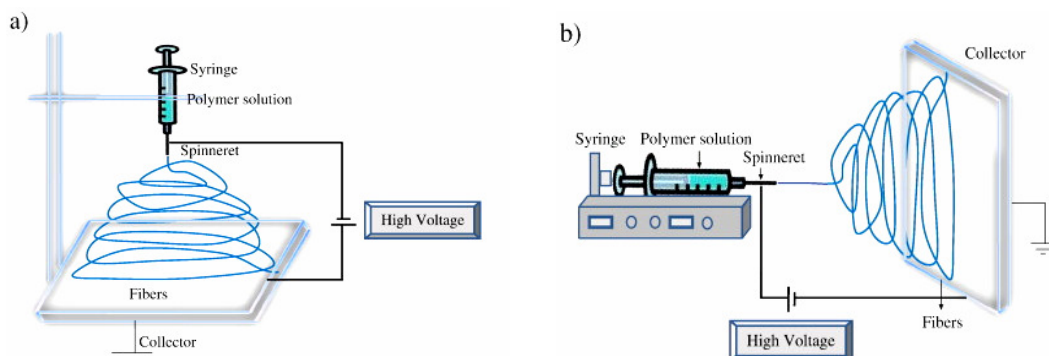 a)
Syringe
Polymer solution
Spinneret
High Voltage
Fibers
Collector
b)
Collector
Syringe Polymer solution
Spinneret
Fibers
High Voltage